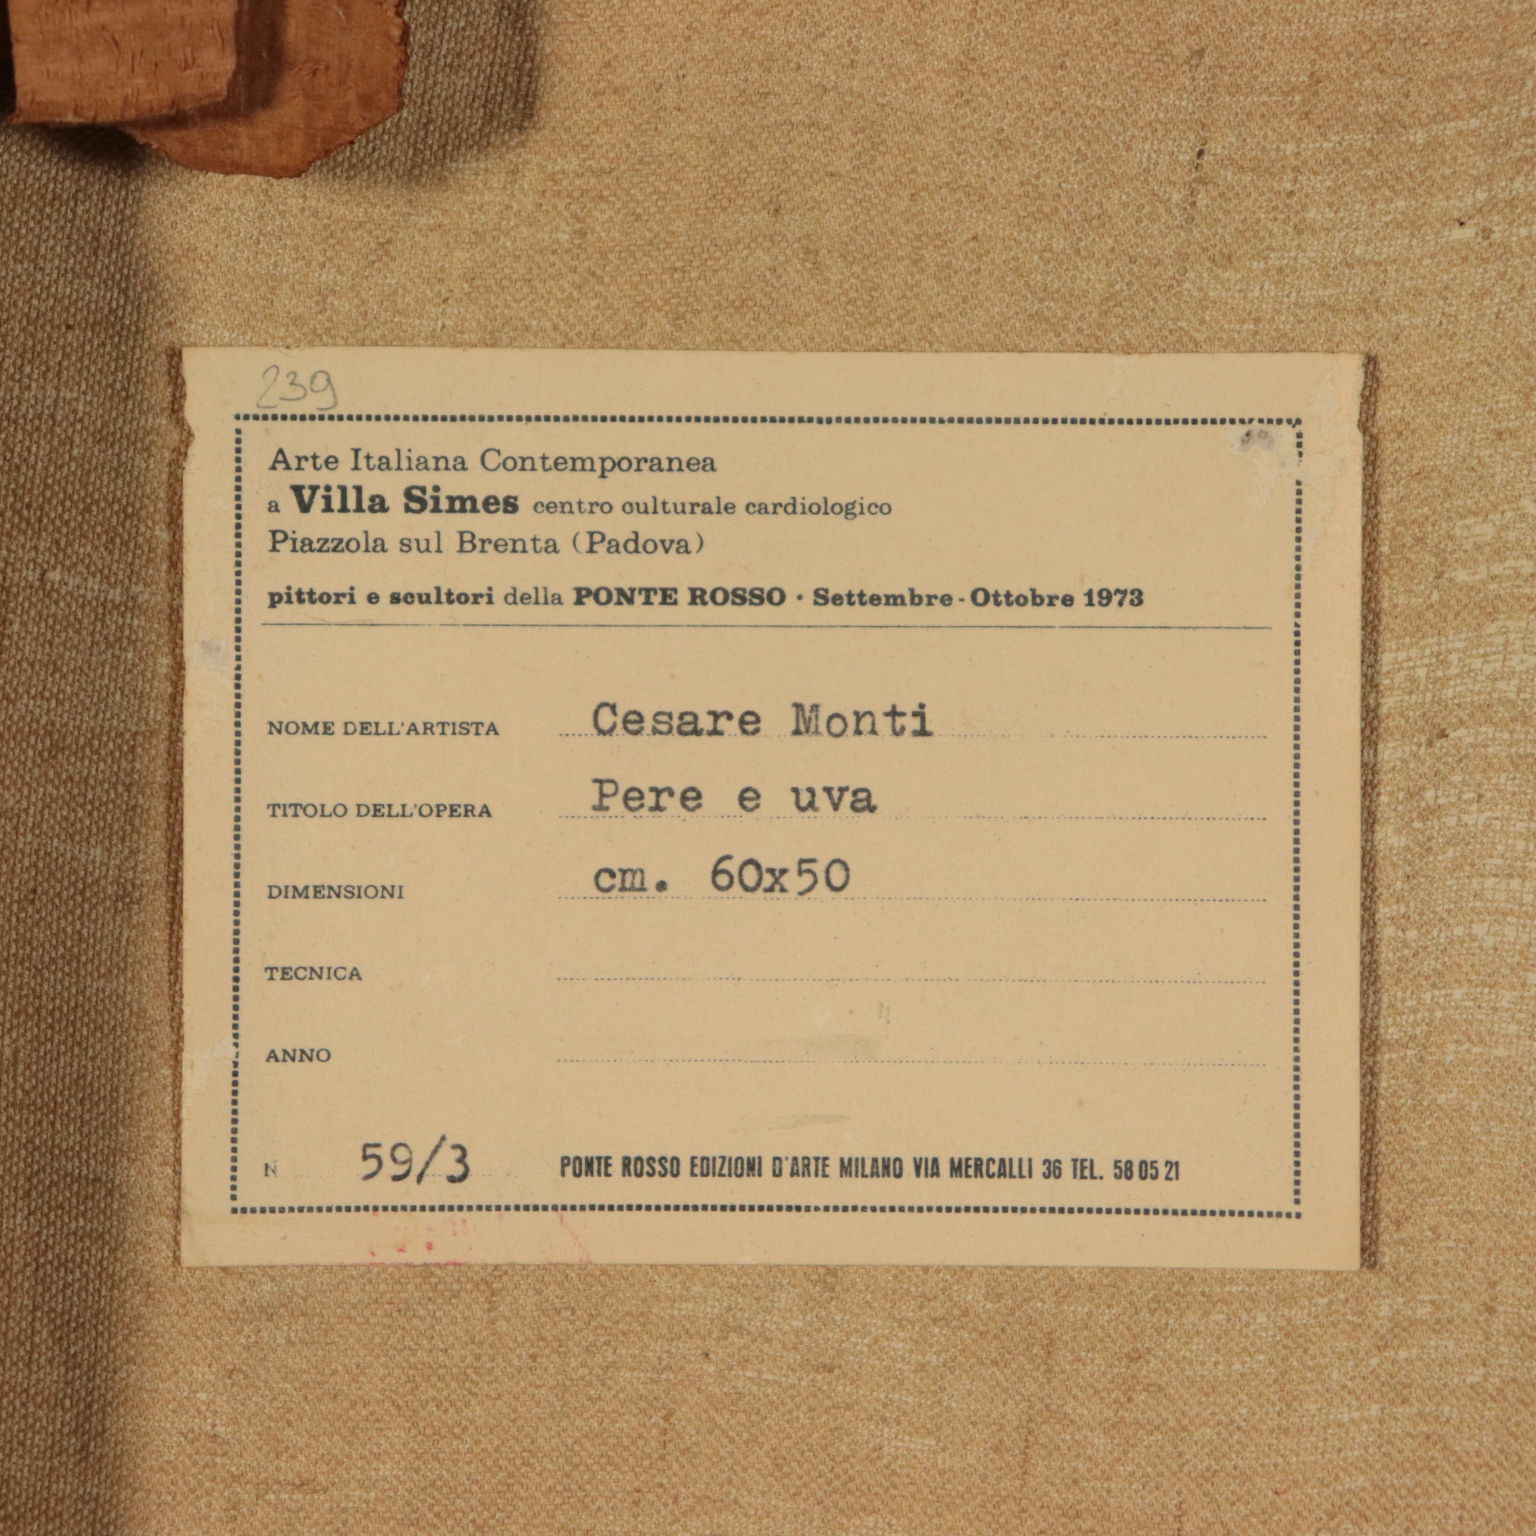 239
Arte Italiana Contemporanea
a Villa Simes centro culturale cardiologico
Piazzola sul Brenta (Padova)
pittori e scultori della PONTE ROSSO · Settembre - Ottobre 1973
NOME DELL'ARTISTA Cesare Monti
TITOLO DELL'OPERA Pere e uva
DIMENSIONI cm. 60x50
TECNICA
ANNO
N 59/3 PONTE ROSSO EDIZIONI D'ARTE MILANO VIA MERCALLI 36 TEL. 58 05 21